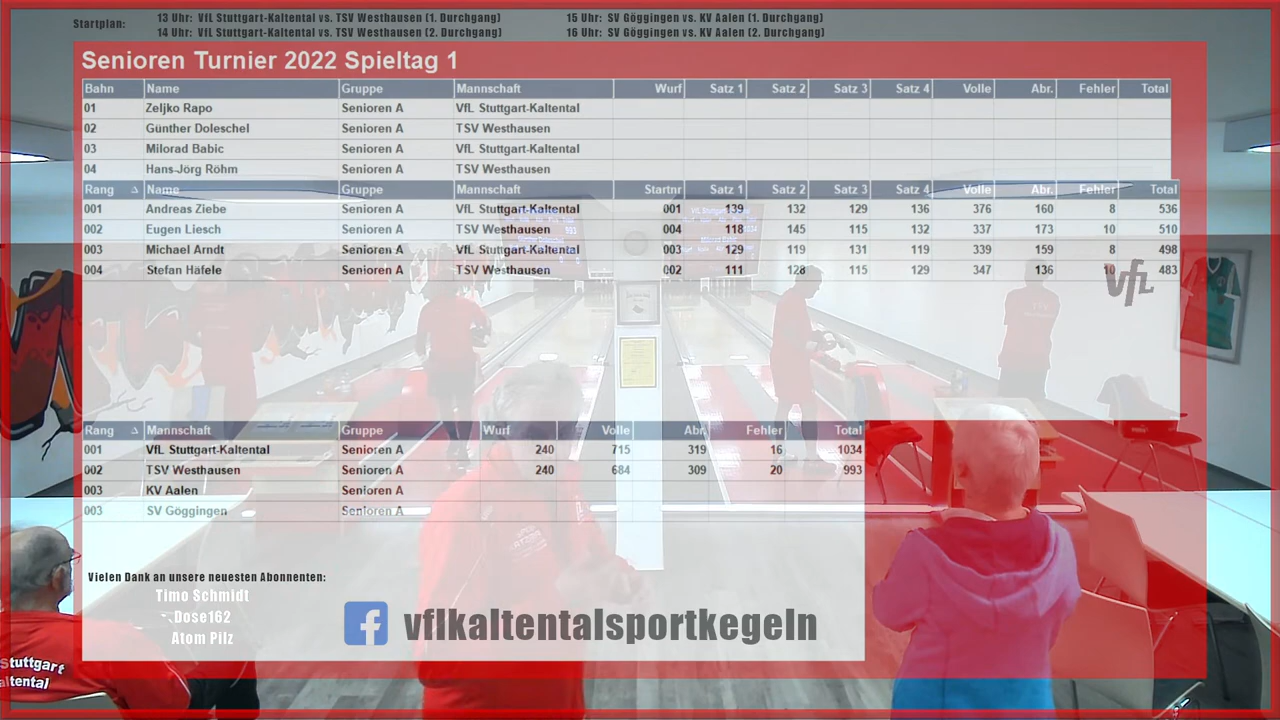 Startplan:
13 Uhr: VfL Stuttgart-Kaltental vs. TSV Westhausen (1. Durchgang)
14 Uhr: VfL Stuttgart-Kaltental vs. TSV Westhausen (2. Durchgang)
15 Uhr: SV Göggingen vs. KV Aalen (1. Durchgang)
16 Uhr: SV Göggingen vs. KV Aalen (2. Durchgang)
Senioren Turnier 2022 Spieltag 1
Bahn Name Gruppe Mannschaft Wurf Satz 1 Satz 2 Satz 3 Satz 4 Volle Abr. Fehler Total
01 Zeljko Rapo Senioren A VfL Stuttgart-Kaltental
02 Günther Doleschel Senioren A TSV Westhausen
03 Milorad Babic Senioren A VfL Stuttgart-Kaltental
04 Hans-Jörg Röhm Senioren A TSV Westhausen
Rang Name Gruppe Mannschaft Startnr Satz 1 Satz 2 Satz 3 Satz 4 Volle Abr. Fehler Total
001 Andreas Ziebe Senioren A VfL Stuttgart-Kaltental 001 139 132 129 136 376 160 8 536
002 Eugen Liesch Senioren A TSV Westhausen 004 118 145 115 132 337 173 10 510
003 Michael Arndt Senioren A VfL Stuttgart-Kaltental 003 129 119 131 119 339 159 8 498
004 Stefan Häfele Senioren A TSV Westhausen 002 111 128 115 129 347 136 10 483
VfL
Rang Mannschaft Gruppe Wurf Volle Abr. Fehler Total
001 VfL Stuttgart-Kaltental Senioren A 240 715 319 16 1034
002 TSV Westhausen Senioren A 240 684 309 20 993
003 KV Aalen Senioren A
003 SV Göggingen Senioren A
Vielen Dank an unsere neuesten Abonnenten:
Timo Schmidt
-.Dose162
Atom Pilz
f vflkaltentalsportkegeln
Stuttgart
altental